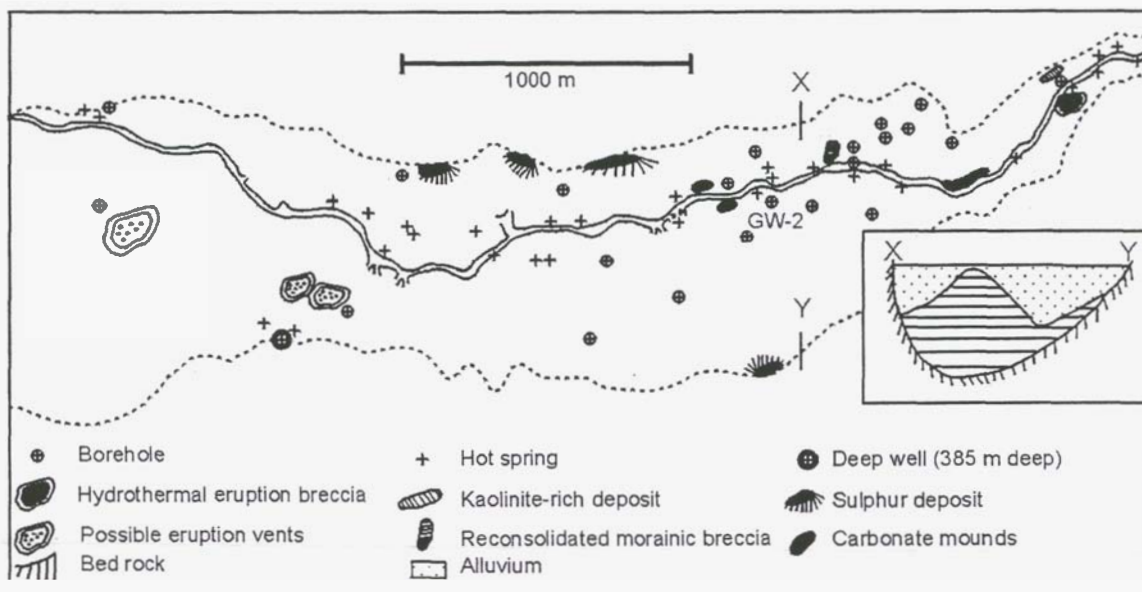 1000 m
X
GW-2
Y
X Y
Borehole
Hot spring
Deep well (385 m deep)
Hydrothermal eruption breccia
Kaolinite-rich deposit
Sulphur deposit
Possible eruption vents
Reconsolidated morainic breccia
Carbonate mounds
Bed rock
Alluvium